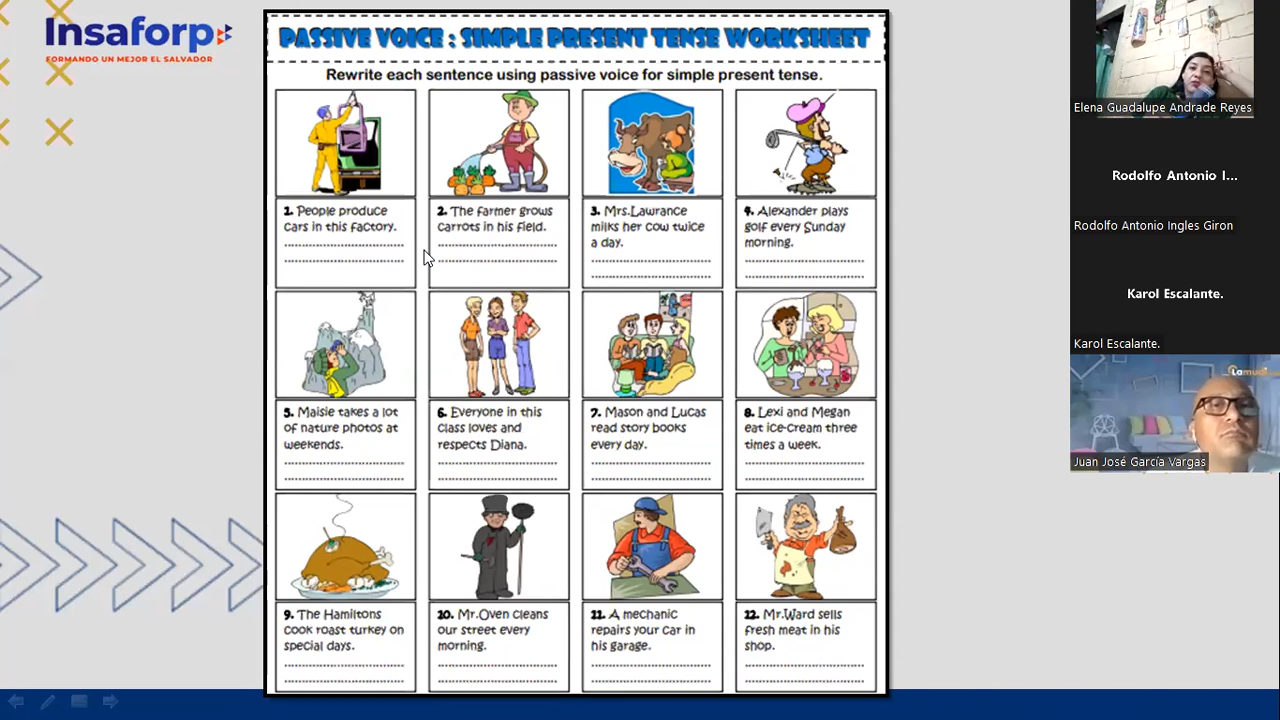 Insaforp
FORMANDO UN MEJOR EL SALVADOR
PASSIVE VOICE : SIMPLE PRESENT TENSE WORKSHEET
Rewrite each sentence using passive voice for simple present tense.
1. People produce
cars in this factory.
2. The farmer grows
carrots in his field.
3. Mrs.Lawrance
milks her cow twice
a day.
4. Alexander plays
golf every Sunday
morning.
5. Maisie takes a lot
of nature photos at
weekends.
6. Everyone in this
class loves and
respects Diana.
7. Mason and Lucas
read story books
every day.
8. Lexi and Megan
eat ice-cream three
times a week.
9. The Hamiltons
cook roast turkey on
special days.
10. Mr.Oven cleans
our street every
morning.
11. A mechanic
repairs your car in
his garage.
12. Mr.Ward sells
fresh meat in his
shop.
Elena Guadalupe Andrade Reyes
Rodolfo Antonio I...
Rodolfo Antonio Ingles Giron
Karol Escalante.
Karol Escalante.
Juan José García Vargas